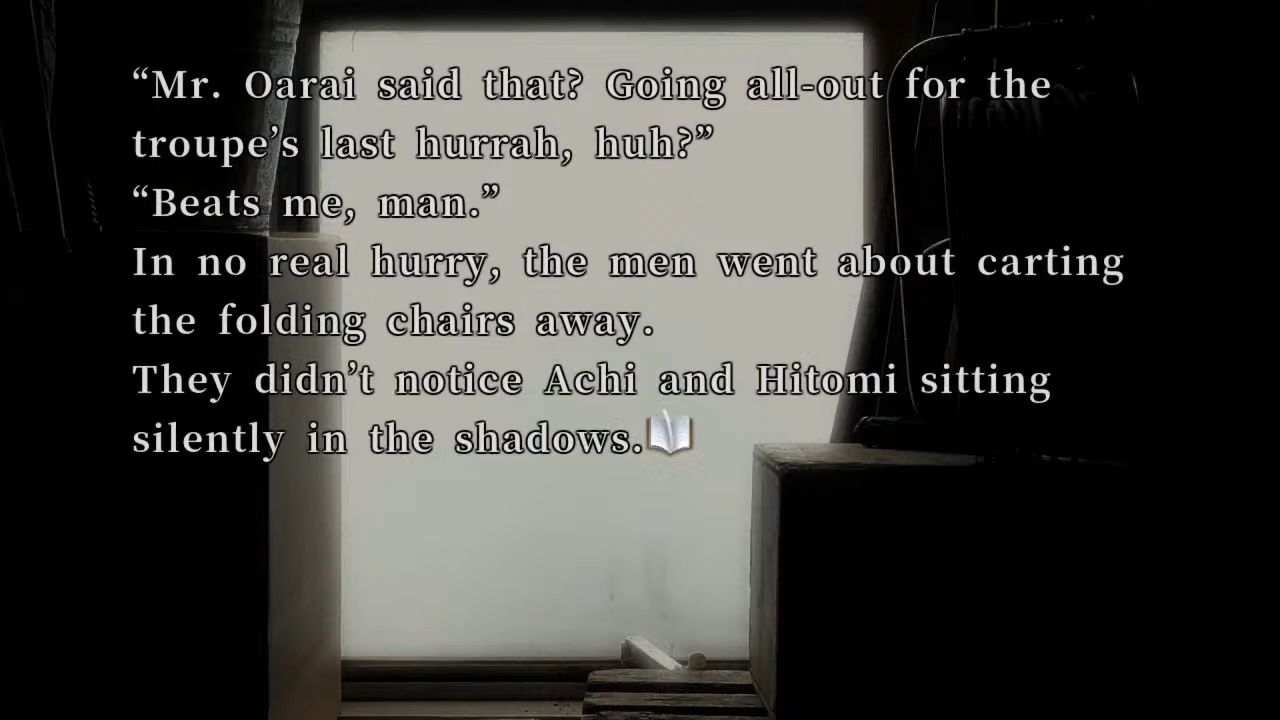 “Mr. Oarai said that? Going all-out for the
troupe’s last hurrah, huh?”
“Beats me, man.”
In no real hurry, the men went about carting
the folding chairs away.
They didn’t notice Achi and Hitomi sitting
silently in the shadows.